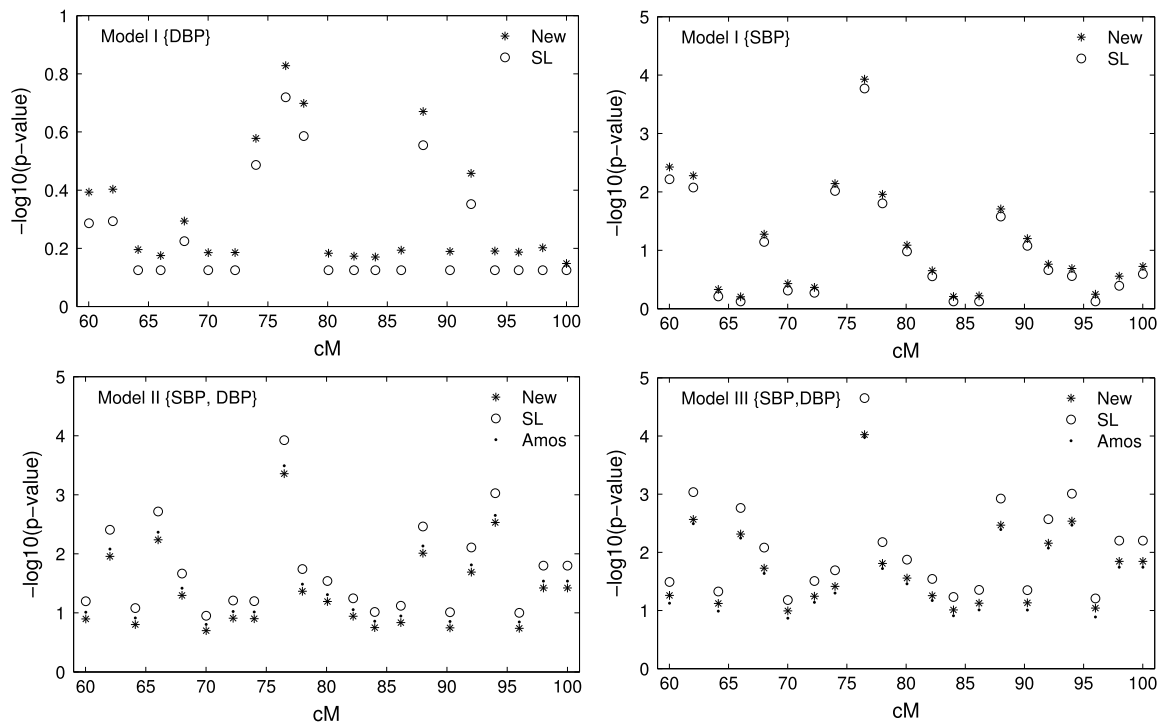 Model I {DBP}
* New
○ SL
−log10(p−value)
1
0.8
0.6
0.4
0.2
0
60 65 70 75 80 85 90 95 100
cM
Model I {SBP}
* New
○ SL
−log10(p−value)
5
4
3
2
1
0
60 65 70 75 80 85 90 95 100
cM
Model II {SBP, DBP}
* New
○ SL
· Amos
−log10(p−value)
5
4
3
2
1
0
60 65 70 75 80 85 90 95 100
cM
Model III {SBP,DBP}
* New
○ SL
· Amos
−log10(p−value)
5
4
3
2
1
0
60 65 70 75 80 85 90 95 100
cM